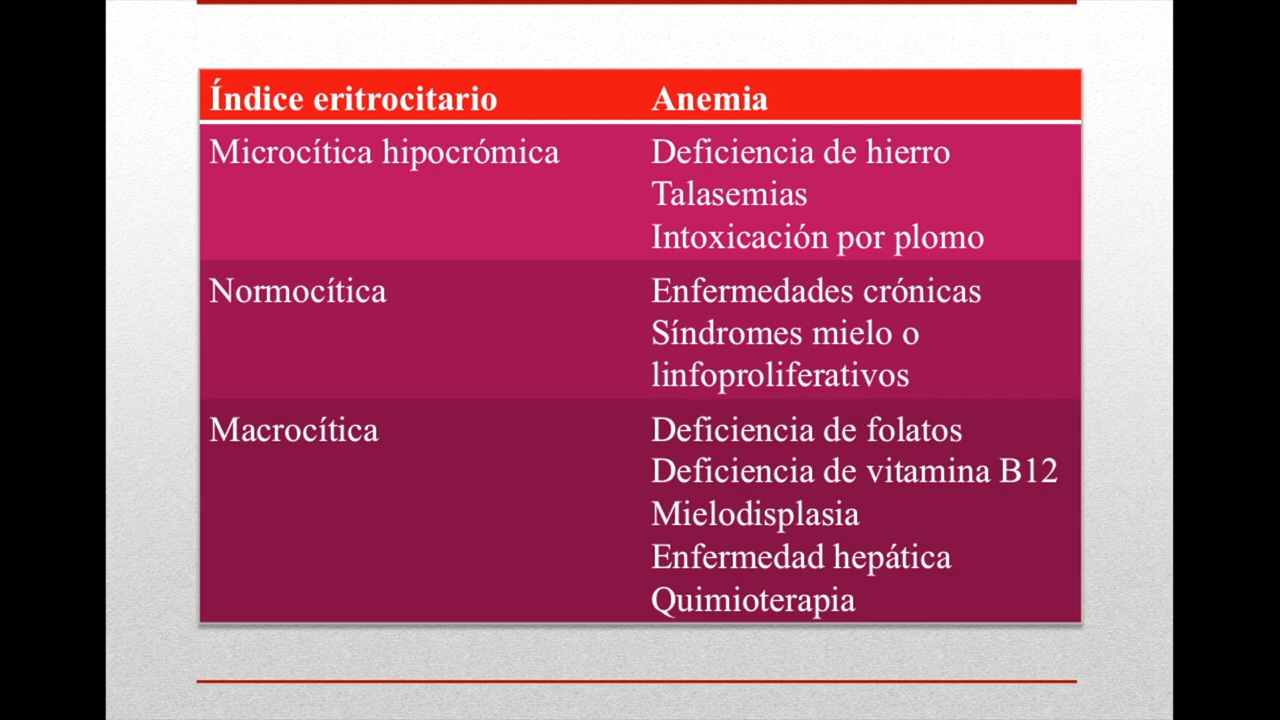 Índice eritrocitario Anemia
Microcítica hipocrómica Deficiencia de hierro
Talasemias
Intoxicación por plomo
Normocítica Enfermedades crónicas
Síndromes mielo o
linfoproliferativos
Macrocítica Deficiencia de folatos
Deficiencia de vitamina B12
Mielodisplasia
Enfermedad hepática
Quimioterapia